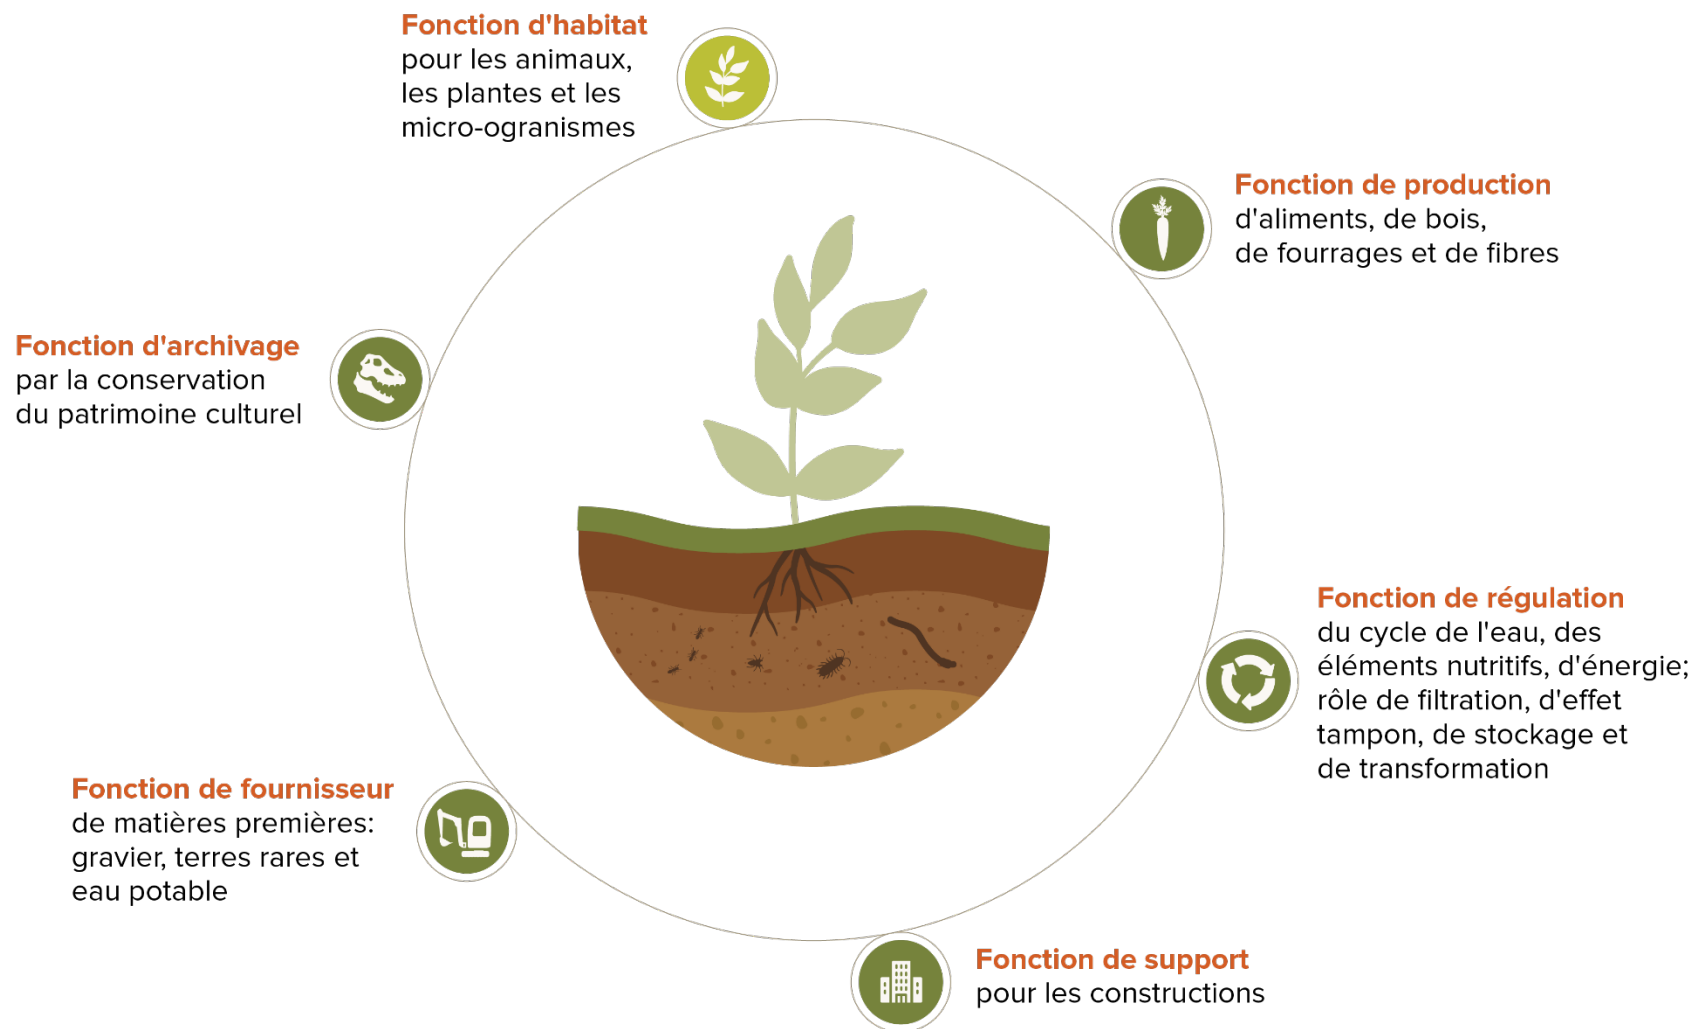 Fonction d'habitat
pour les animaux,
les plantes et les
micro-ogranismes
Fonction de production
d'aliments, de bois,
de fourrages et de fibres
Fonction d'archivage
par la conservation
du patrimoine culturel
Fonction de régulation
du cycle de l'eau, des
éléments nutritifs, d'énergie;
rôle de filtration, d'effet
tampon, de stockage et
de transformation
Fonction de fournisseur
de matières premières:
gravier, terres rares et
eau potable
Fonction de support
pour les constructions